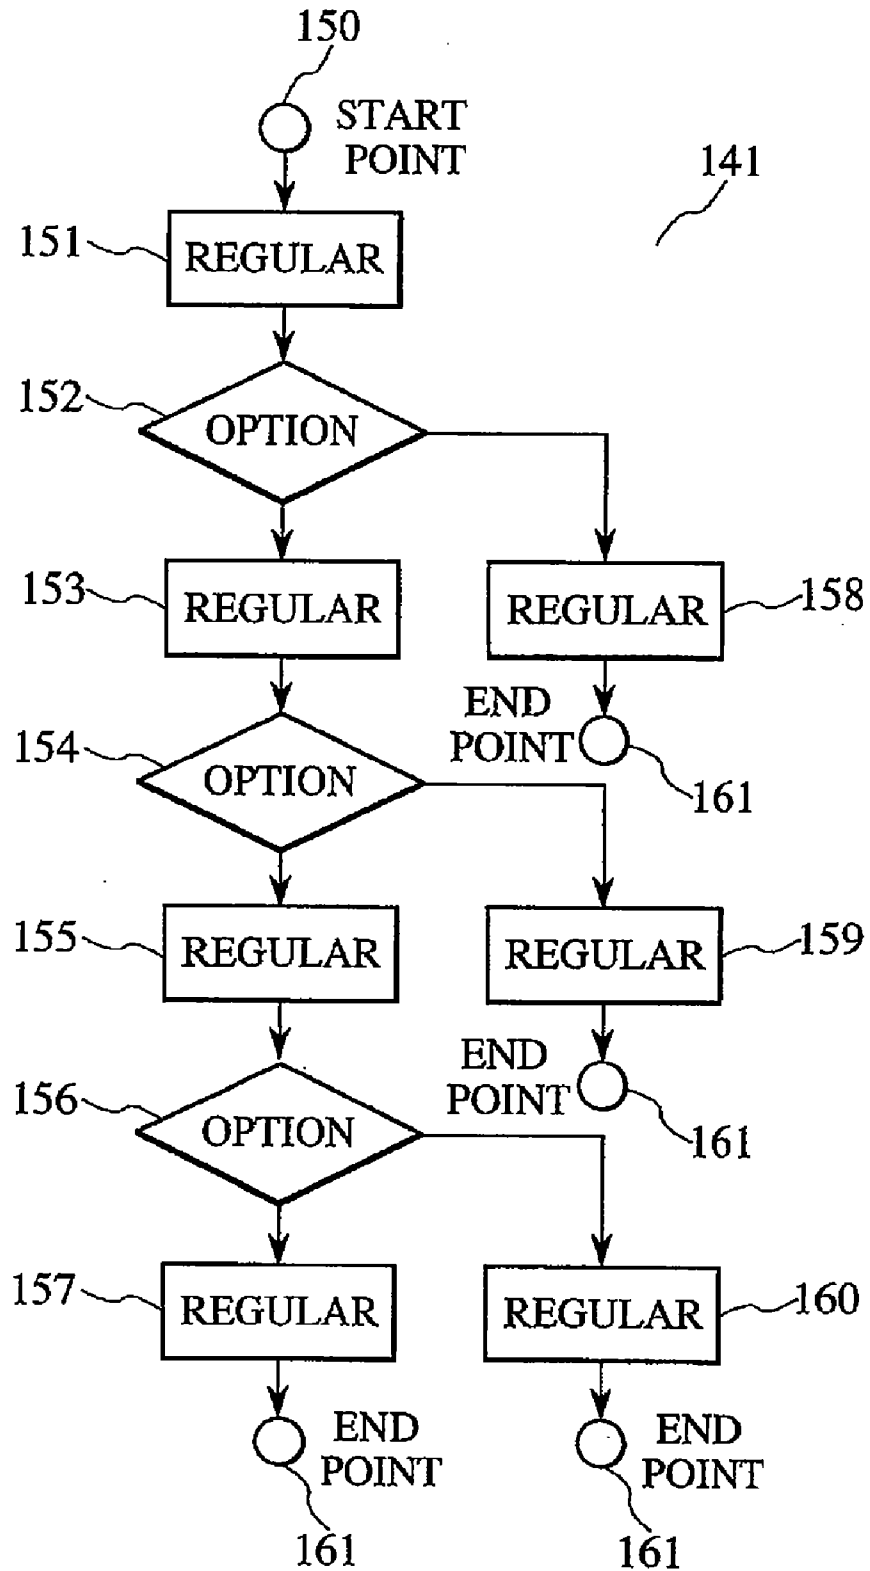 150
START
POINT
141
151
REGULAR
152
OPTION
153
REGULAR
REGULAR
158
END
POINT
161
154
OPTION
155
REGULAR
REGULAR
159
END
POINT
161
156
OPTION
157
REGULAR
REGULAR
160
END
POINT
161
END
POINT
161